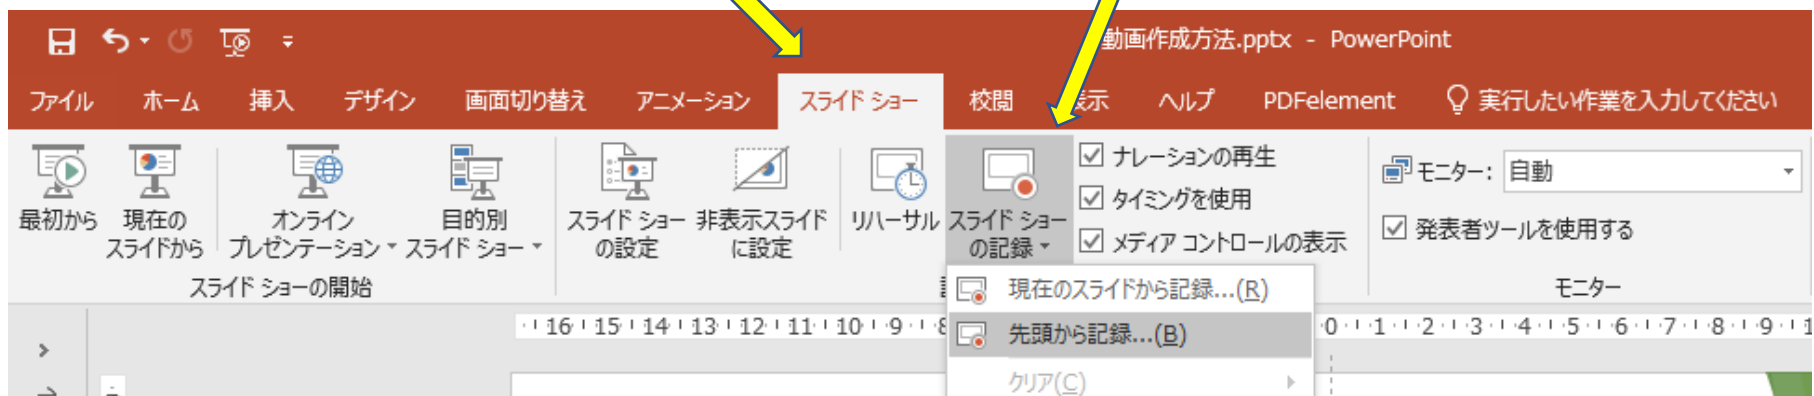 動画作成方法.pptx - PowerPoint
ファイル ホーム 挿入 デザイン 画面切り替え アニメーション スライド ショー 校閲 表示 ヘルプ PDFelement 実行したい作業を入力してください
最初から
現在の
スライドから
オンライン
プレゼンテーション
目的別
スライド ショー
スライド ショーの開始
スライド ショー
の設定
非表示スライド
に設定
リハーサル
スライド ショー
の記録
ナレーションの再生
タイミングを使用
メディア コントロールの表示
モニター: 自動
発表者ツールを使用する
モニター
現在のスライドから記録...(R)
先頭から記録...(B)
クリア(C)
16 15 14 13 12 11 10 9 8 0 1 2 3 4 5 6 7 8 9